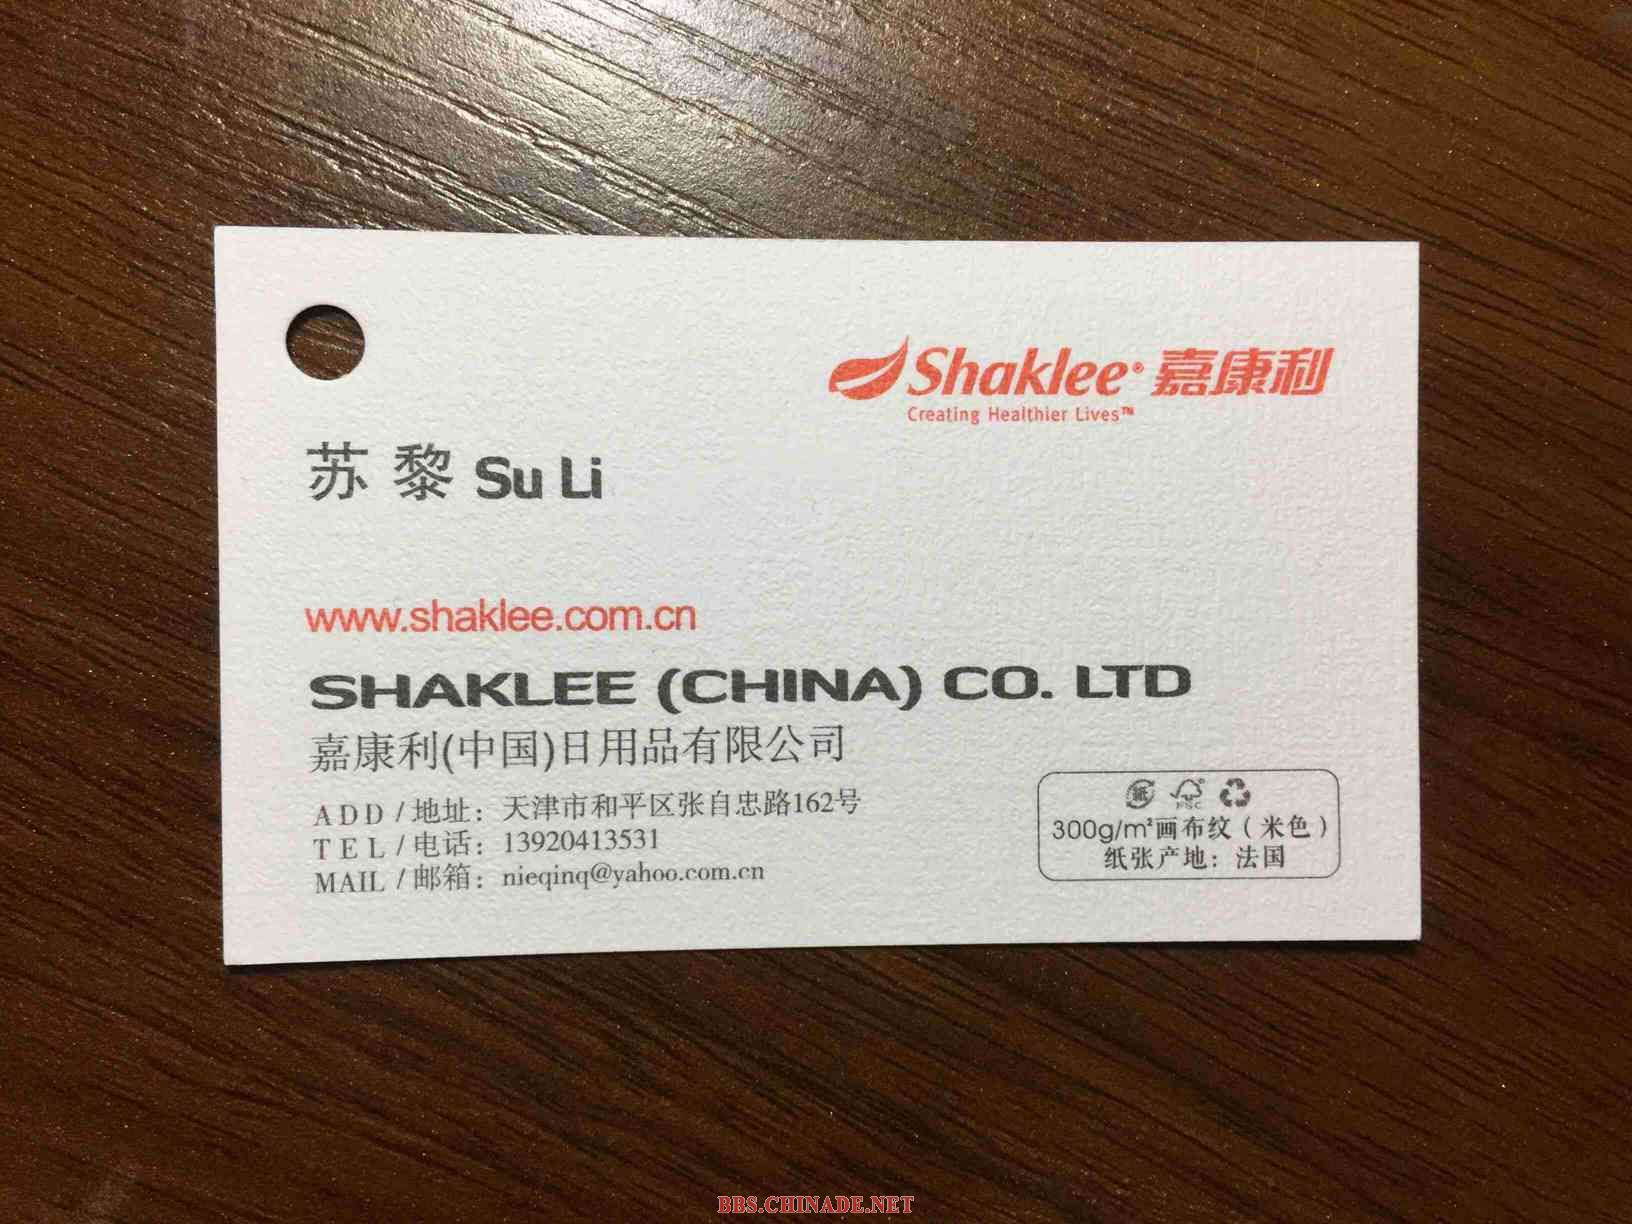 Shaklee® 嘉康利
Creating Healthier Lives™
苏 黎 Su Li
www.shaklee.com.cn
SHAKLEE (CHINA) CO. LTD
嘉康利(中国)日用品有限公司
ADD / 地址：天津市和平区张自忠路162号
TEL / 电话：13920413531
MAIL / 邮箱：nieqinq@yahoo.com.cn
紙 FSC
300g/m²画布纹（米色）
纸张产地：法国
BBS.CHINADE.NET